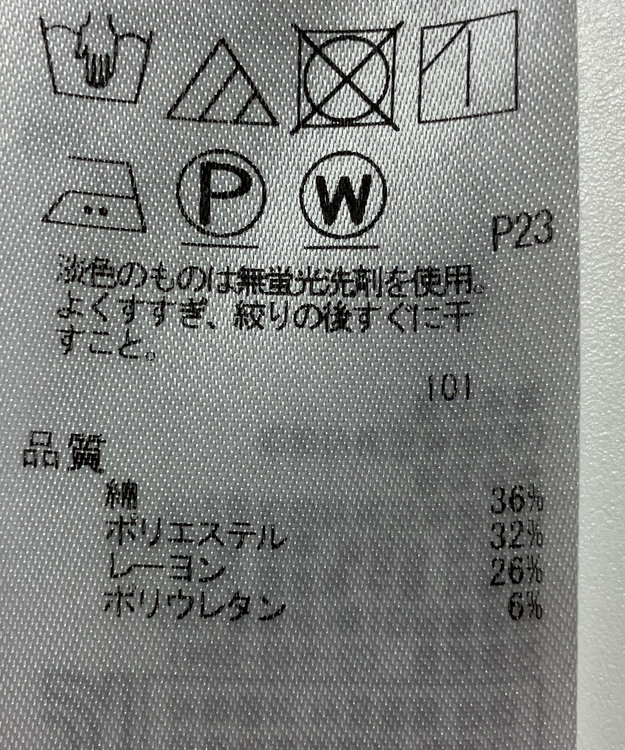 P W
P23
淡色のものは無蛍光洗剤を使用。
よくすすぎ、絞りの後すぐに干
すこと。
101
品質
綿 36%
ポリエステル 32%
レーヨン 26%
ポリウレタン 6%